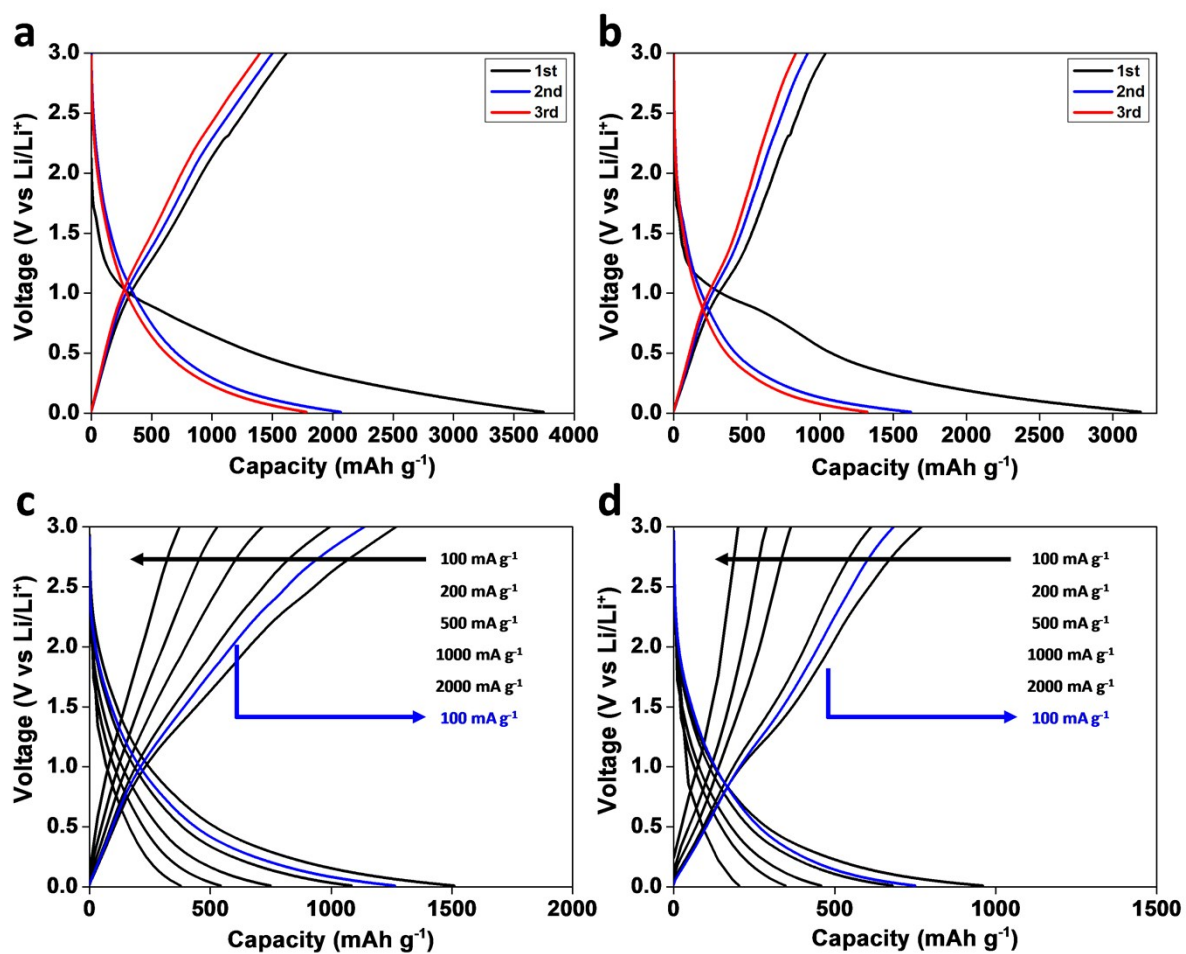 a
3.0
2.5
2.0
1.5
1.0
0.5
0.0
Voltage (V vs Li/Li⁺)
1st
2nd
3rd
0 500 1000 1500 2000 2500 3000 3500 4000
Capacity (mAh g⁻¹)
b
3.0
2.5
2.0
1.5
1.0
0.5
0.0
Voltage (V vs Li/Li⁺)
1st
2nd
3rd
0 500 1000 1500 2000 2500 3000
Capacity (mAh g⁻¹)
c
3.0
2.5
2.0
1.5
1.0
0.5
0.0
Voltage (V vs Li/Li⁺)
100 mA g⁻¹
200 mA g⁻¹
500 mA g⁻¹
1000 mA g⁻¹
2000 mA g⁻¹
100 mA g⁻¹
0 500 1000 1500 2000
Capacity (mAh g⁻¹)
d
3.0
2.5
2.0
1.5
1.0
0.5
0.0
Voltage (V vs Li/Li⁺)
100 mA g⁻¹
200 mA g⁻¹
500 mA g⁻¹
1000 mA g⁻¹
2000 mA g⁻¹
100 mA g⁻¹
0 500 1000 1500
Capacity (mAh g⁻¹)